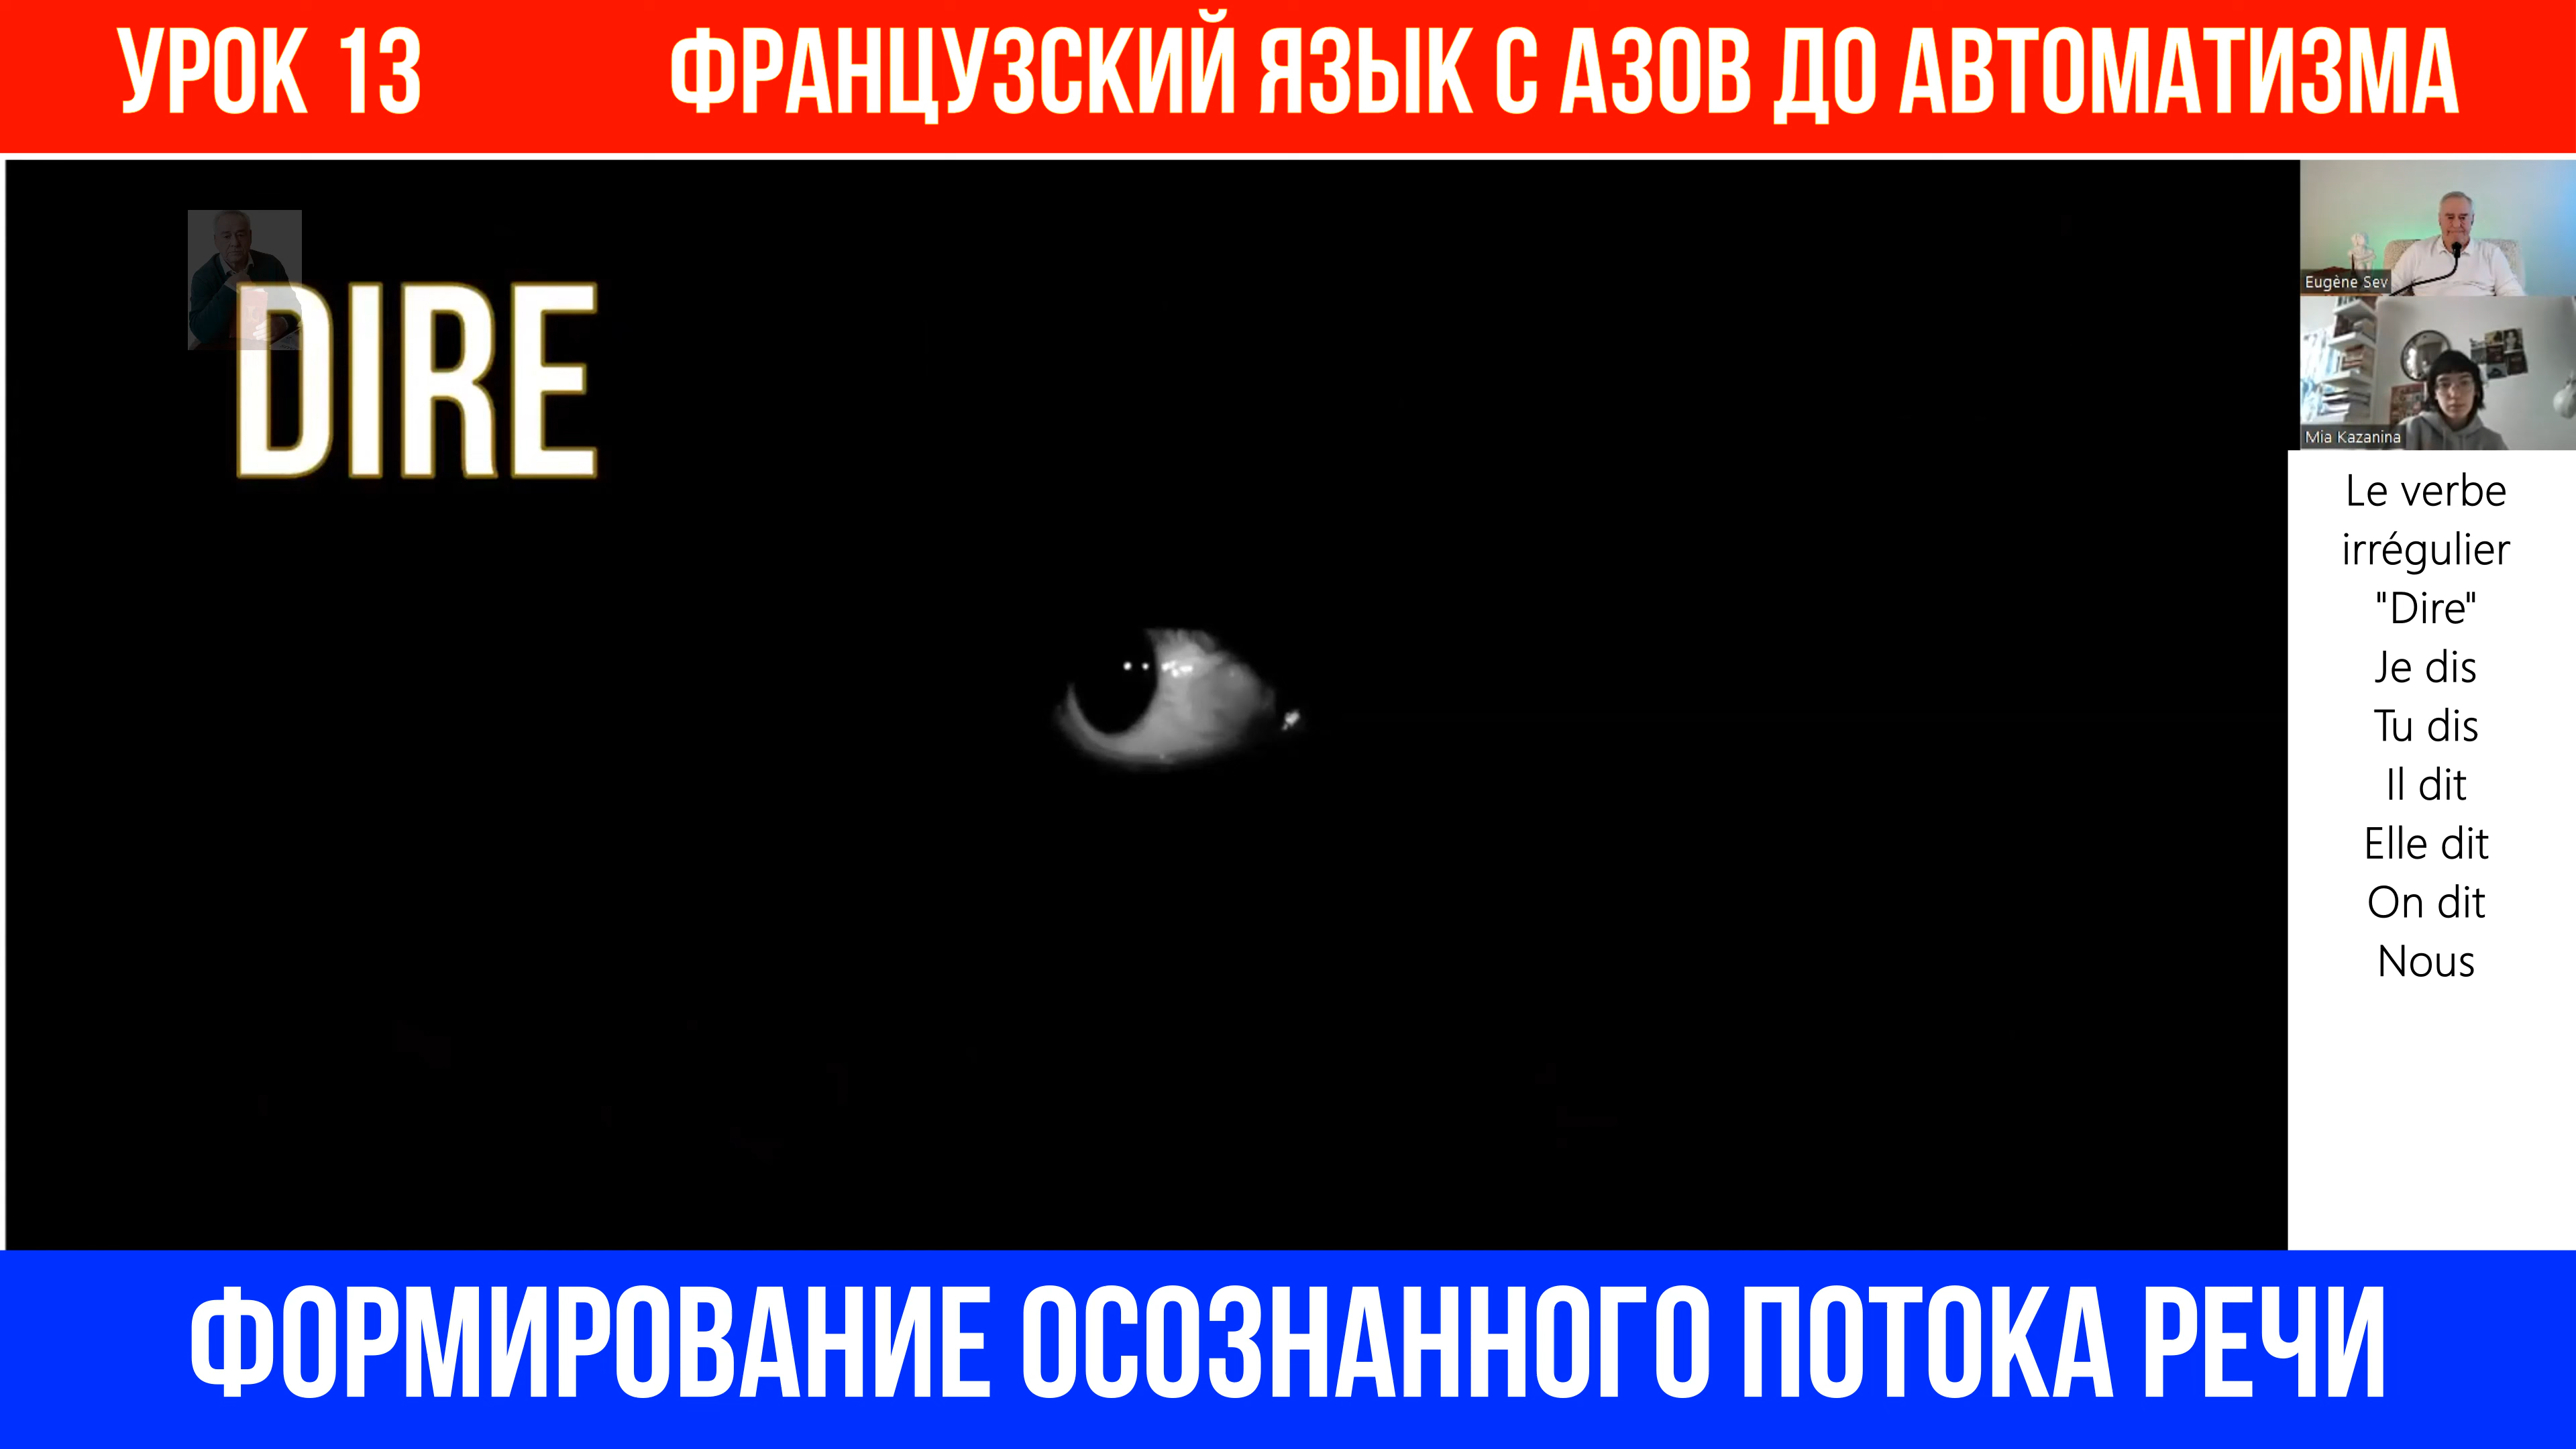 УРОК 13
ФРАНЦУЗСКИЙ ЯЗЫК С АЗОВ ДО АВТОМАТИЗМА
DIRE
Eugène Sev
Mia Kazanina
Le verbe
irrégulier
"Dire"
Je dis
Tu dis
Il dit
Elle dit
On dit
Nous
ФОРМИРОВАНИЕ ОСОЗНАННОГО ПОТОКА РЕЧИ